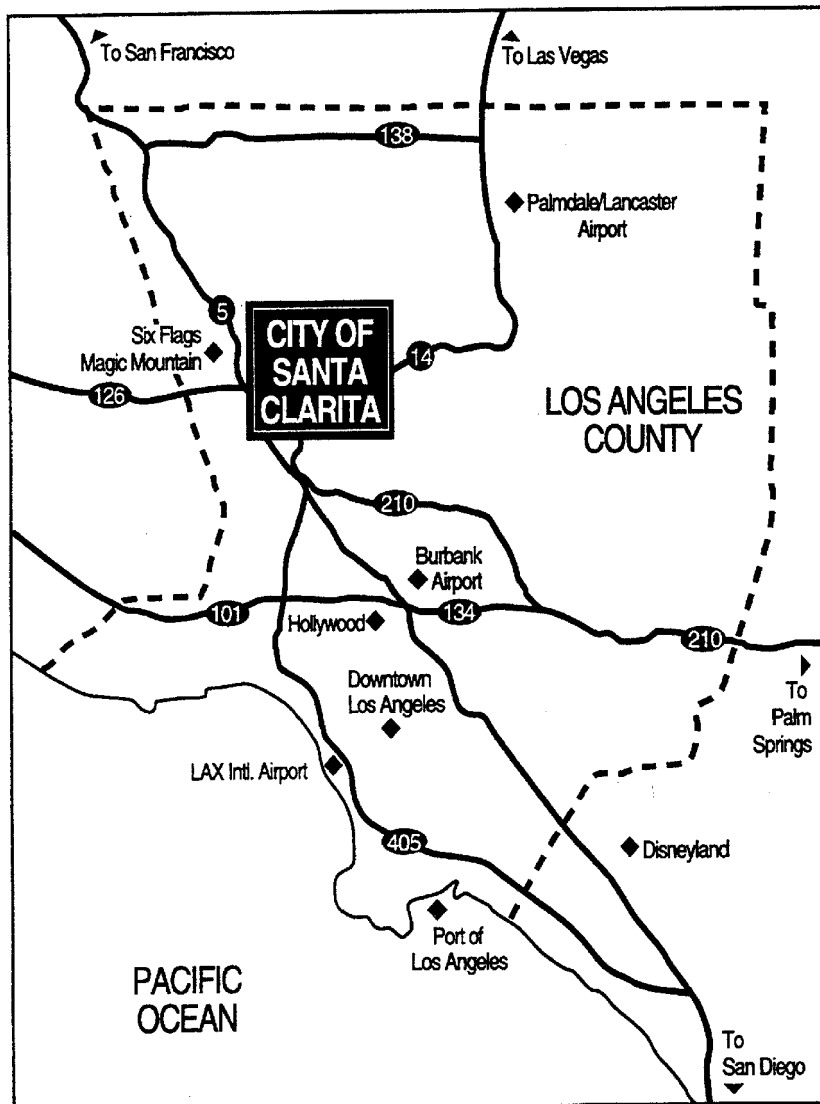 To San Francisco
To Las Vegas
138
Palmdale/Lancaster
Airport
5
CITY OF
SANTA
CLARITA
Six Flags
Magic Mountain
14
126
LOS ANGELES
COUNTY
210
Burbank
Airport
101
134
Hollywood
210
Downtown
Los Angeles
To
Palm
Springs
LAX Intl. Airport
405
Disneyland
Port of
Los Angeles
PACIFIC
OCEAN
To
San Diego